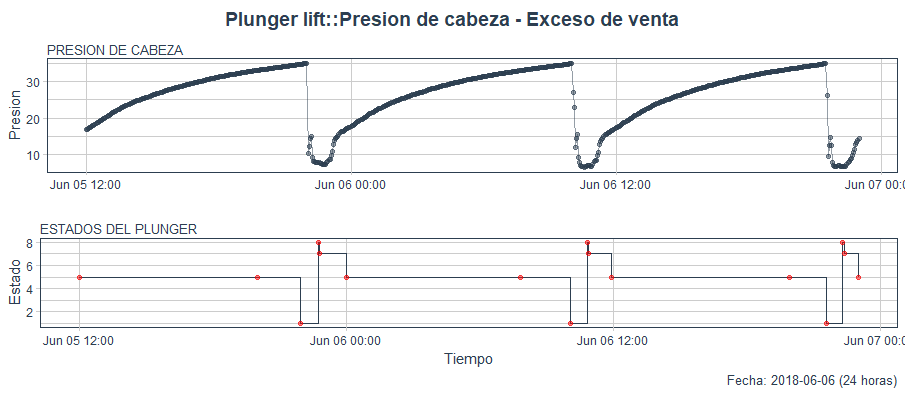 Plunger lift::Presion de cabeza - Exceso de venta
PRESION DE CABEZA
Presion
30
20
10
Jun 05 12:00 Jun 06 00:00 Jun 06 12:00 Jun 07 00:0
ESTADOS DEL PLUNGER
Estado
8
6
4
2
Jun 05 12:00 Jun 06 00:00 Jun 06 12:00 Jun 07 00:0
Tiempo
Fecha: 2018-06-06 (24 horas)